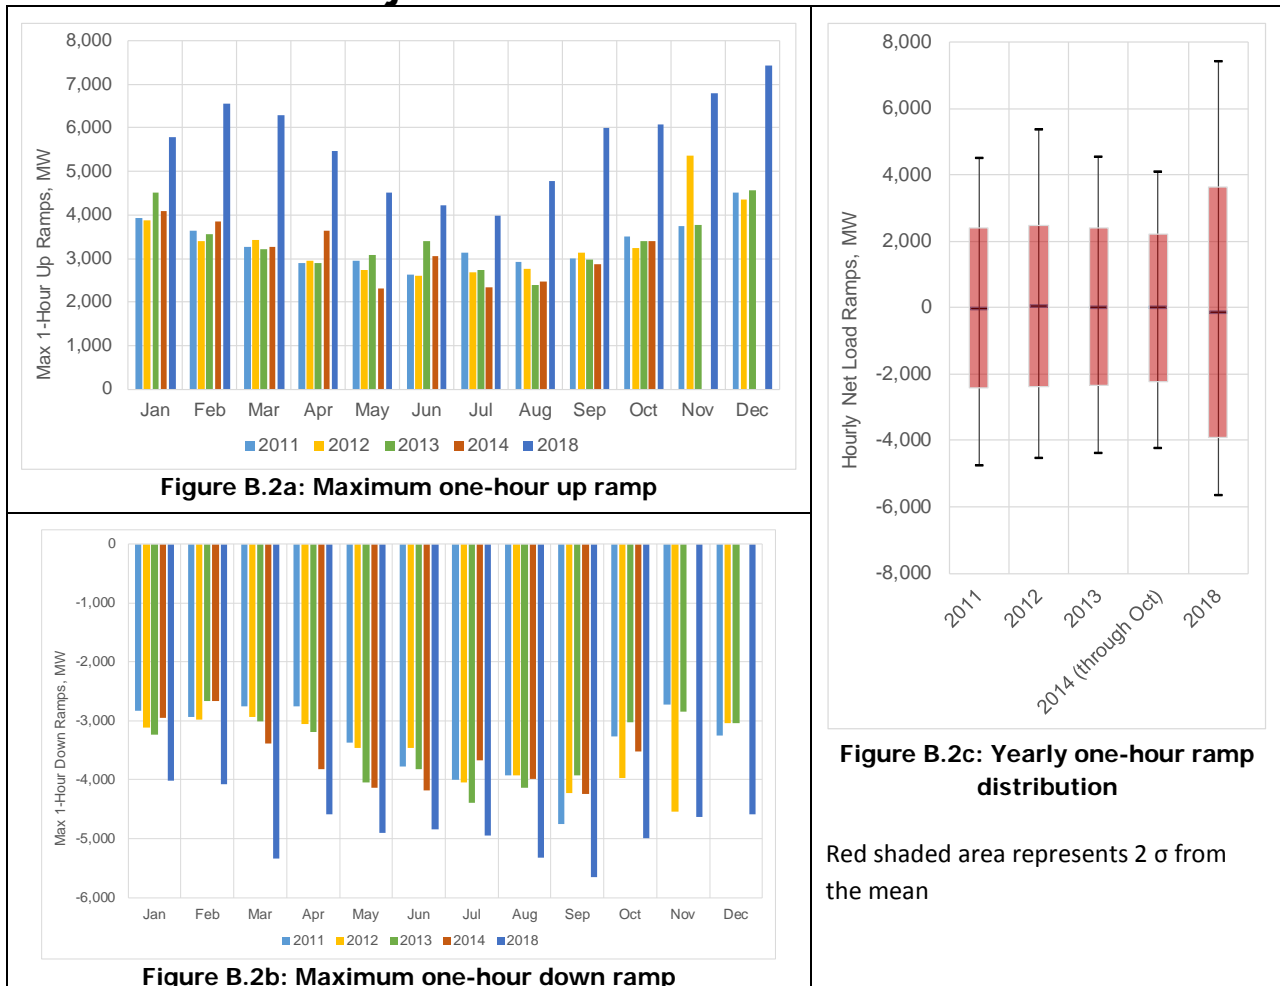 8,000
7,000
6,000
5,000
4,000
3,000
2,000
1,000
0
Max 1-Hour Up Ramps, MW
Jan Feb Mar Apr May Jun Jul Aug Sep Oct Nov Dec
2011 2012 2013 2014 2018
Figure B.2a: Maximum one-hour up ramp
0
-1,000
-2,000
-3,000
-4,000
-5,000
-6,000
Max 1-Hour Down Ramps, MW
Jan Feb Mar Apr May Jun Jul Aug Sep Oct Nov Dec
2011 2012 2013 2014 2018
Figure B.2b: Maximum one-hour down ramp
8,000
6,000
4,000
2,000
0
-2,000
-4,000
-6,000
-8,000
Hourly Net Load Ramps, MW
2011
2012
2013
2014 (through Oct)
2018
Figure B.2c: Yearly one-hour ramp
distribution
Red shaded area represents 2 σ from
the mean